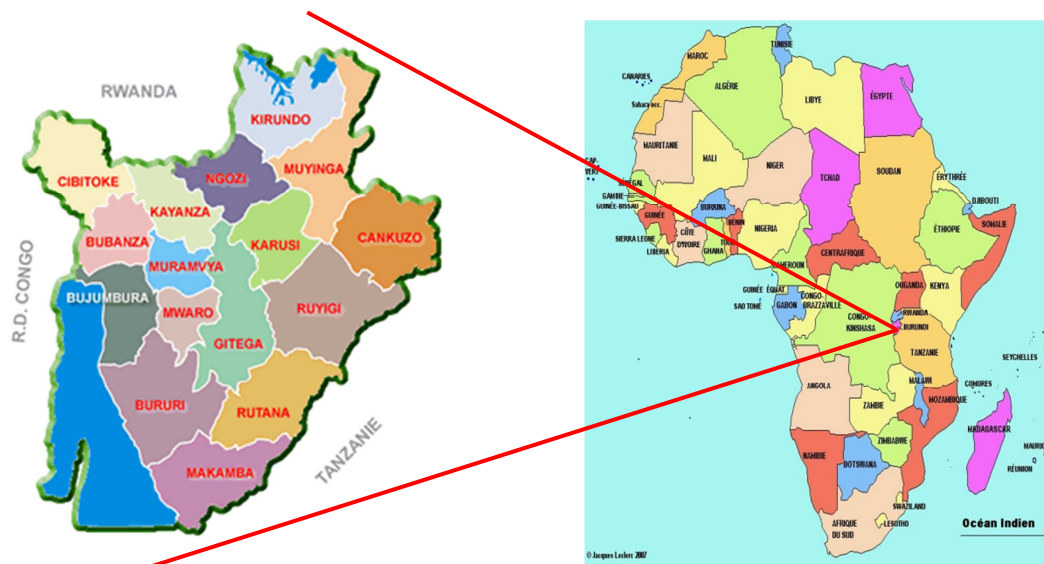 RWANDA
KIRUNDO
CIBITOKE
NGOZI
MUYINGA
KAYANZA
BUBANZA
KARUSI
CANKUZO
MURAMVYA
BUJUMBURA
MWARO
RUYIGI
GITEGA
R.D. CONGO
BURURI
RUTANA
MAKAMBA
TANZANIE
TUNISIE
MAROC
CANARIES
ALGÉRIE
LIBYE
ÉGYPTE
Sahara occ.
MAURITANIE
MALI
NIGER
CAP-
VERT
TCHAD
SOUDAN
ÉRYTHRÉE
SÉNÉGAL
GAMBIE
GUINÉE-BISSAU
DJIBOUTI
BURKINA
GUINÉE
BÉNIN
SOMALIE
CÔTE
D'IVOIRE
NIGERIA
ÉTHIOPIE
SIERRA LEONE
GHANA
TOGO
LIBERIA
CENTRAFRIQUE
CAMEROUN
GUINÉE ÉQUAT.
OUGANDA
KENYA
SAO TOMÉ
GABON
CONGO-
BRAZZAVILLE
RWANDA
CONGO-
KINSHASA
BURUNDI
TANZANIE
SEYCHELLES
ANGOLA
MALAWI
COMORES
ZAMBIE
MOZAMBIQUE
MADAGASCAR
ZIMBABWE
NAMIBIE
BOTSWANA
MAURIC
RÉUNION
SWAZILAND
AFRIQUE
DU SUD
LESOTHO
Océan Indien
© Jacques Leclerc 2007